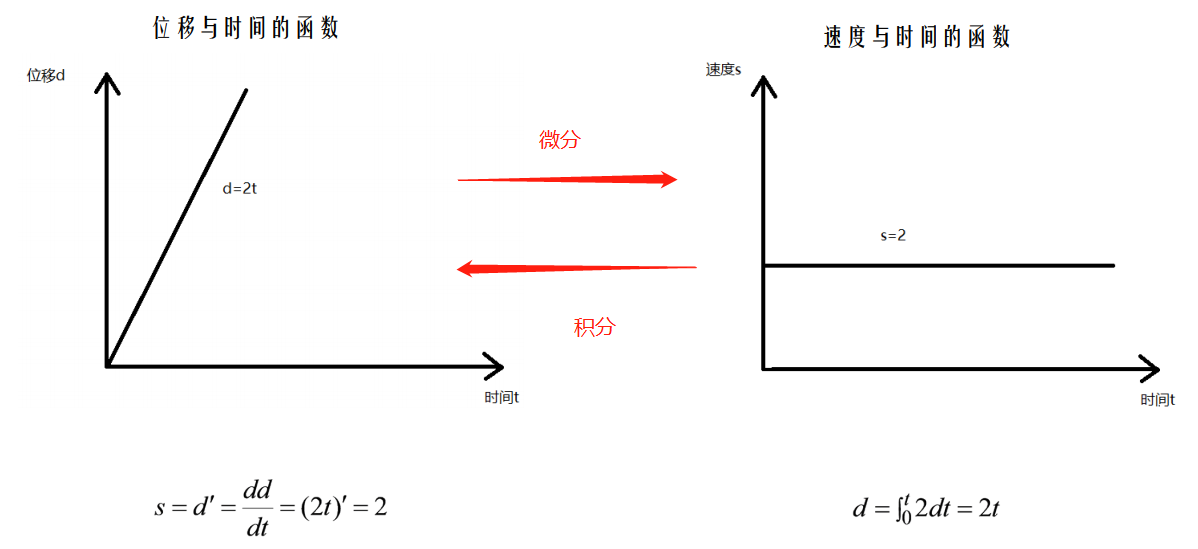 位移与时间的函数
速度与时间的函数
位移d
速度s
微分
d=2t
s=2
积分
时间t
时间t
s = d′ = dd/dt = (2t)′ = 2
d = ∫₀ᵗ 2dt = 2t